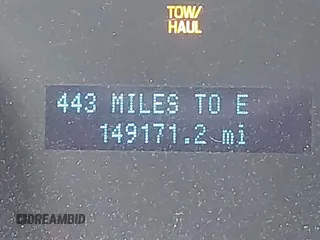 TOW/
HAUL
443 MILES TO E
149171.2 mi
DREAMBID